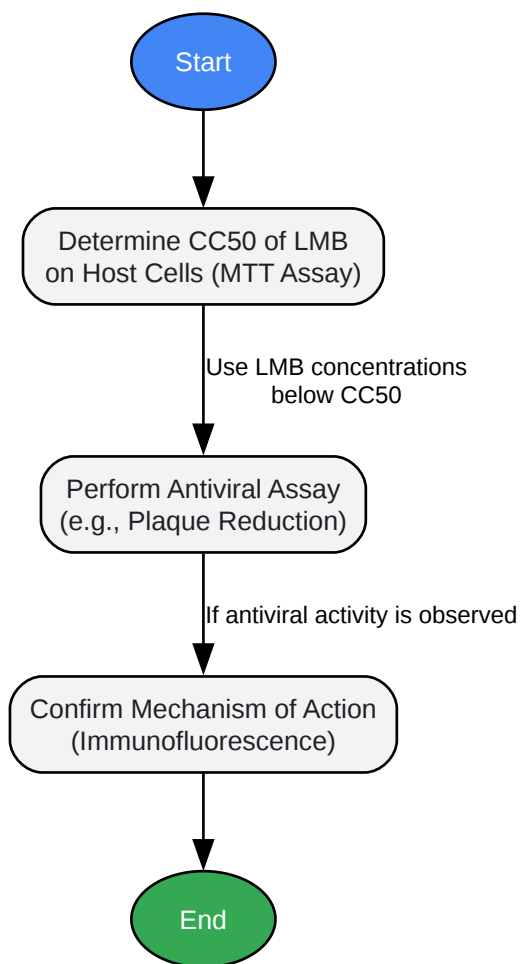 Start
Determine CC50 of LMB
on Host Cells (MTT Assay)
Use LMB concentrations
below CC50
Perform Antiviral Assay
(e.g., Plaque Reduction)
If antiviral activity is observed
Confirm Mechanism of Action
(Immunofluorescence)
End